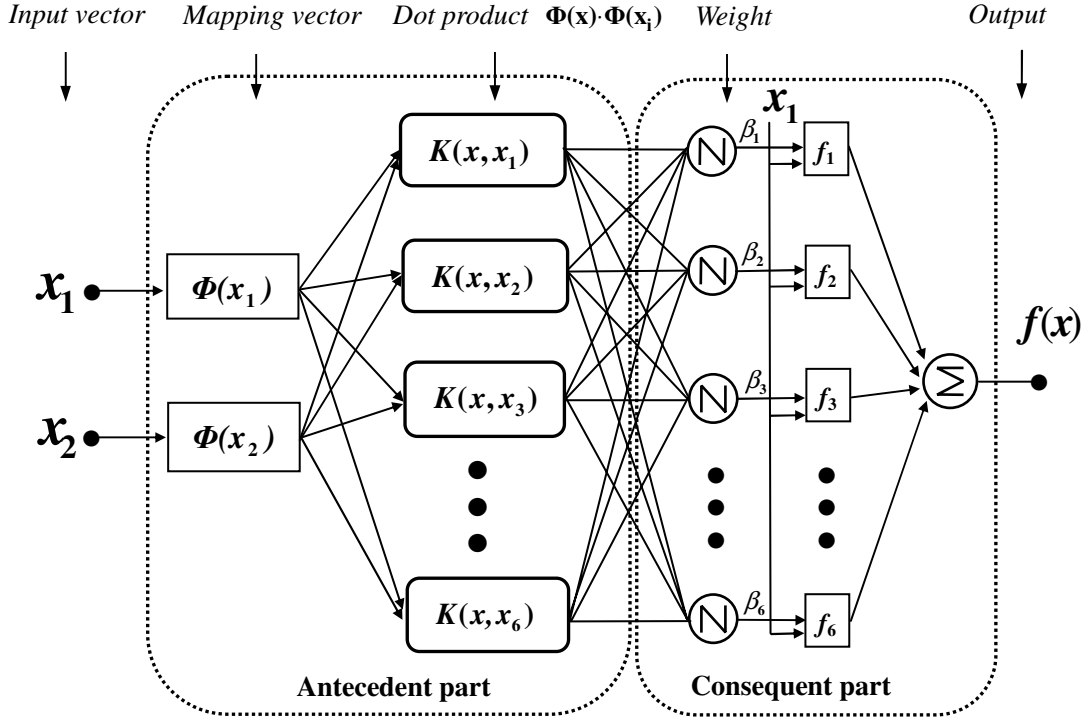 Input vector Mapping vector Dot product Φ(x)·Φ(xᵢ) Weight Output
x₁
K(x, x₁) N β₁ f₁
x₁ Φ(x₁) K(x, x₂) N β₂ f₂
f(x)
K(x, x₃) N β₃ f₃ Σ
x₂ Φ(x₂)
K(x, x₆) N β₆ f₆
Antecedent part Consequent part